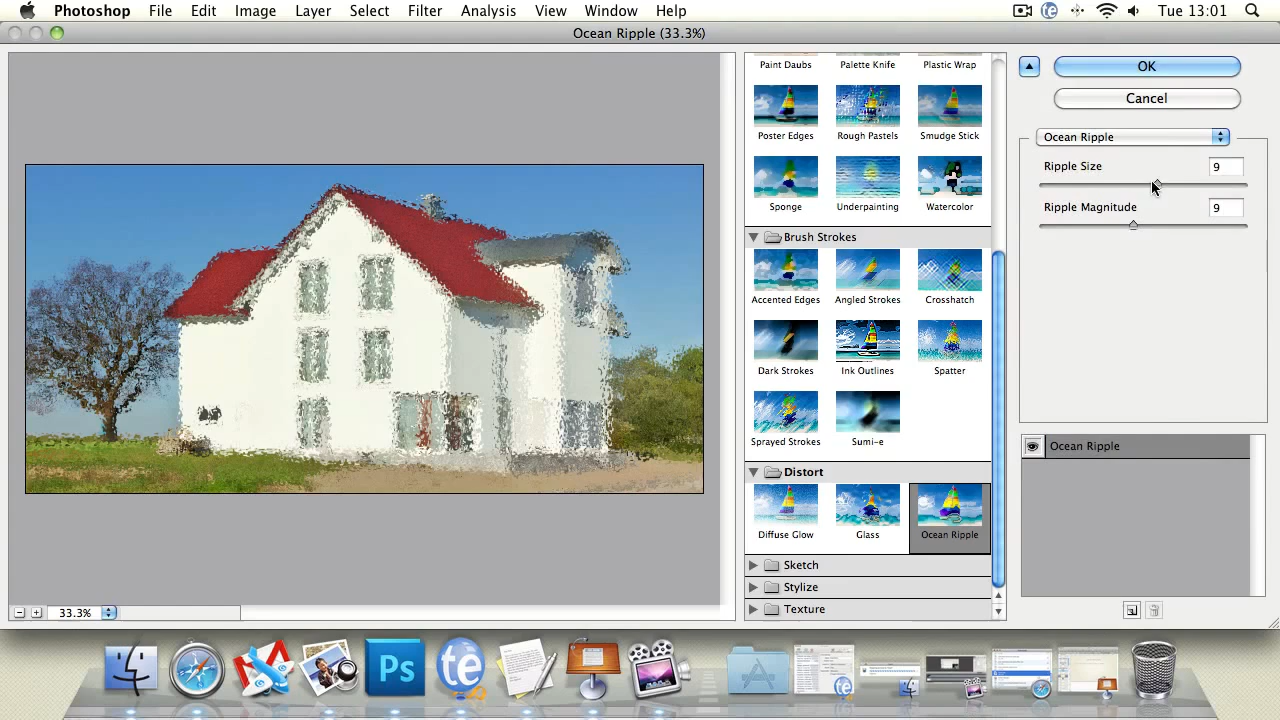 Photoshop File Edit Image Layer Select Filter Analysis View Window Help Tue 13:01
Ocean Ripple (33.3%)
Paint Daubs Palette Knife Plastic Wrap
Poster Edges Rough Pastels Smudge Stick
Sponge Underpainting Watercolor
Brush Strokes
Accented Edges Angled Strokes Crosshatch
Dark Strokes Ink Outlines Spatter
Sprayed Strokes Sumi-e
Distort
Diffuse Glow Glass Ocean Ripple
Sketch
Stylize
Texture
OK
Cancel
Ocean Ripple
Ripple Size 9
Ripple Magnitude 9
Ocean Ripple
33.3%
Ps
te